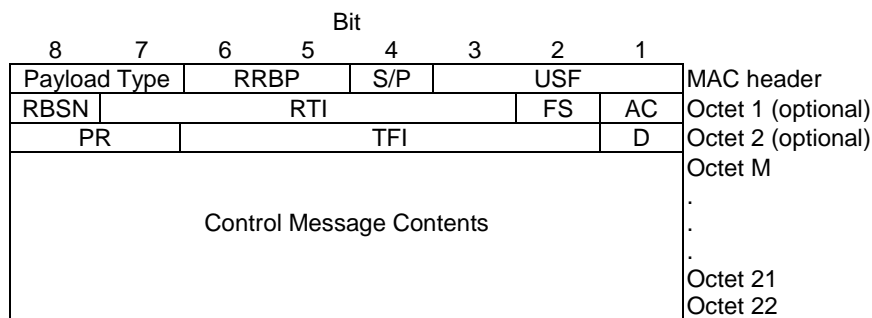 Bit
8 7 6 5 4 3 2 1
Payload Type RRBP S/P USF MAC header
RBSN RTI FS AC Octet 1 (optional)
PR TFI D Octet 2 (optional)
Octet M
.
Control Message Contents .
.
Octet 21
Octet 22